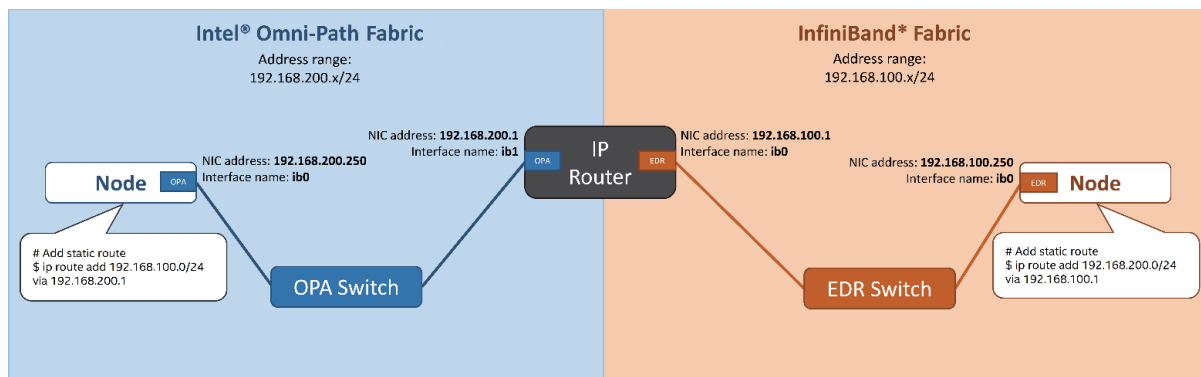 Intel® Omni-Path Fabric
Address range:
192.168.200.x/24
InfiniBand* Fabric
Address range:
192.168.100.x/24
NIC address: 192.168.200.250
Interface name: ib0
Node
OPA
# Add static route
$ ip route add 192.168.100.0/24
via 192.168.200.1
OPA Switch
NIC address: 192.168.200.1
Interface name: ib1
OPA
IP
Router
EDR
NIC address: 192.168.100.1
Interface name: ib0
EDR Switch
NIC address: 192.168.100.250
Interface name: ib0
EDR
Node
# Add static route
$ ip route add 192.168.200.0/24
via 192.168.100.1